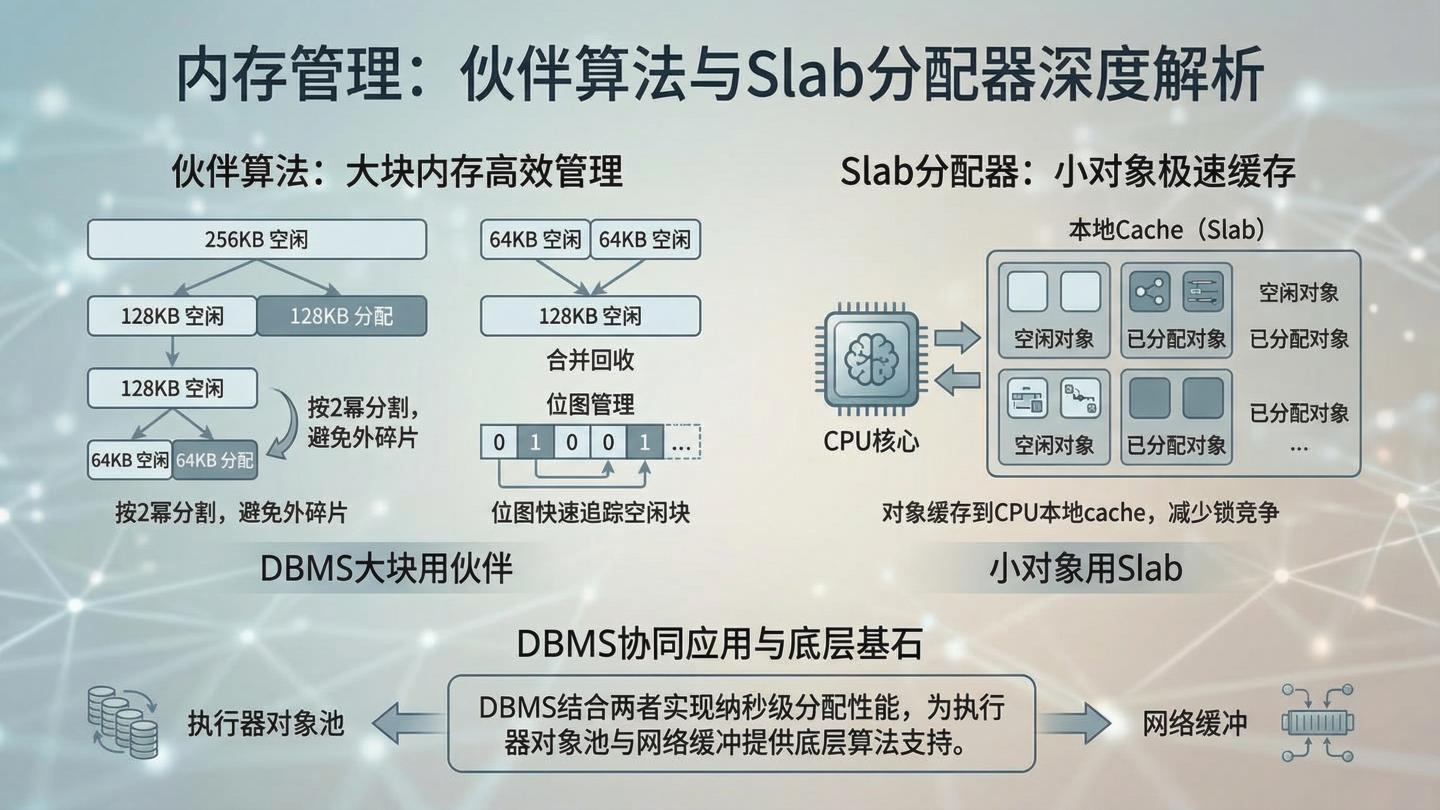 内存管理：伙伴算法与Slab分配器深度解析
伙伴算法：大块内存高效管理
256KB 空闲
128KB 空闲
128KB 分配
128KB 空闲
64KB 空闲
64KB 分配
按2幂分割，
避免外碎片
按2幂分割，避免外碎片
64KB 空闲
64KB 空闲
128KB 空闲
合并回收
位图管理
0 1 0 0 1 ...
位图快速追踪空闲块
DBMS大块用伙伴
Slab分配器：小对象极速缓存
本地Cache（Slab）
CPU核心
空闲对象
已分配对象
空闲对象
已分配对象
空闲对象
已分配对象
已分配对象
...
对象缓存到CPU本地cache，减少锁竞争
小对象用Slab
DBMS协同应用与底层基石
执行器对象池
DBMS结合两者实现纳秒级分配性能，为执行
器对象池与网络缓冲提供底层算法支持。
网络缓冲